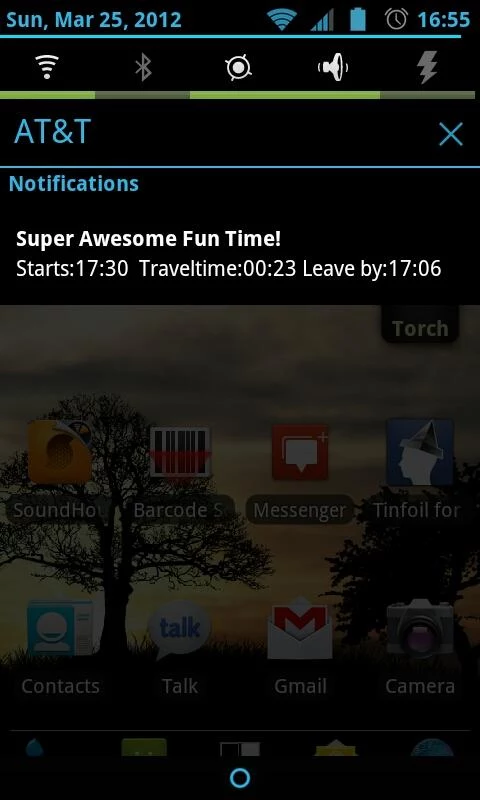 Sun, Mar 25, 2012 16:55
AT&T
Notifications
Super Awesome Fun Time!
Starts:17:30 Traveltime:00:23 Leave by:17:06
Torch
SoundHou Barcode S Messenger Tinfoil for
talk
Contacts Talk Gmail Camera